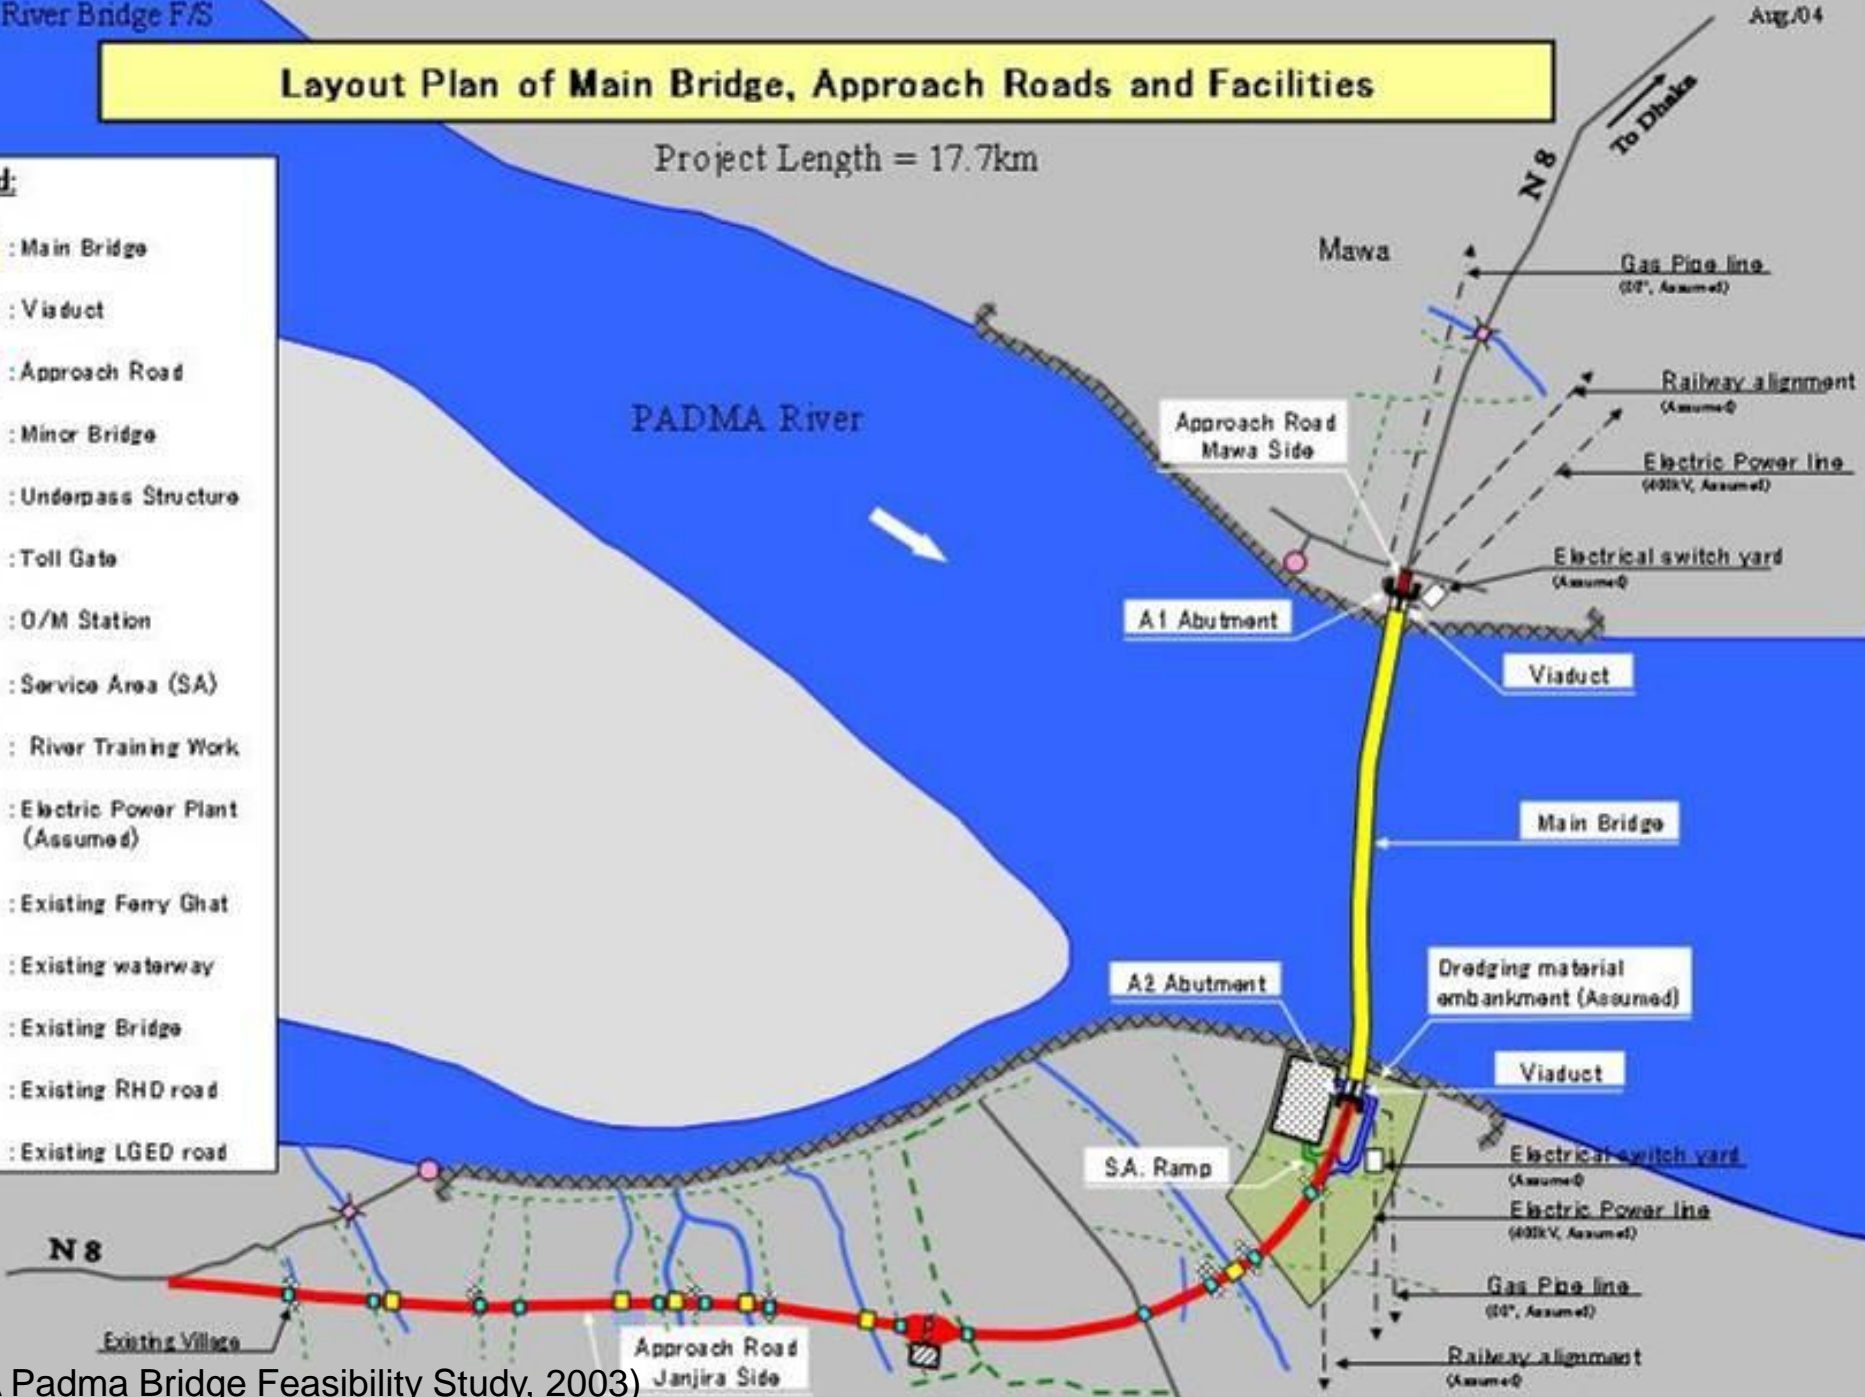 River Bridge F/S
Aug./04
Layout Plan of Main Bridge, Approach Roads and Facilities
Project Length = 17.7km
To Dhaka
N 8
Mawa
Gas Pipe line
Railway alignment
(Assumed)
Electric Power line
(400kV, Assumed)
Electrical switch yard
(Assumed)
PADMA River
Approach Road
Mawa Side
A1 Abutment
Viaduct
Main Bridge
A2 Abutment
Dredging material
embankment (Assumed)
Viaduct
S.A. Ramp
Electrical switch yard
(Assumed)
Electric Power line
(400kV, Assumed)
Gas Pipe line
Railway alignment
(Assumed)
: Main Bridge
: Viaduct
: Approach Road
: Minor Bridge
: Underpass Structure
: Toll Gate
: O/M Station
: Service Area (SA)
: River Training Work
: Electric Power Plant
(Assumed)
: Existing Ferry Ghat
: Existing waterway
: Existing Bridge
: Existing RHD road
: Existing LGED road
N 8
Existing Village
Approach Road
Janjira Side
Padma Bridge Feasibility Study, 2003)